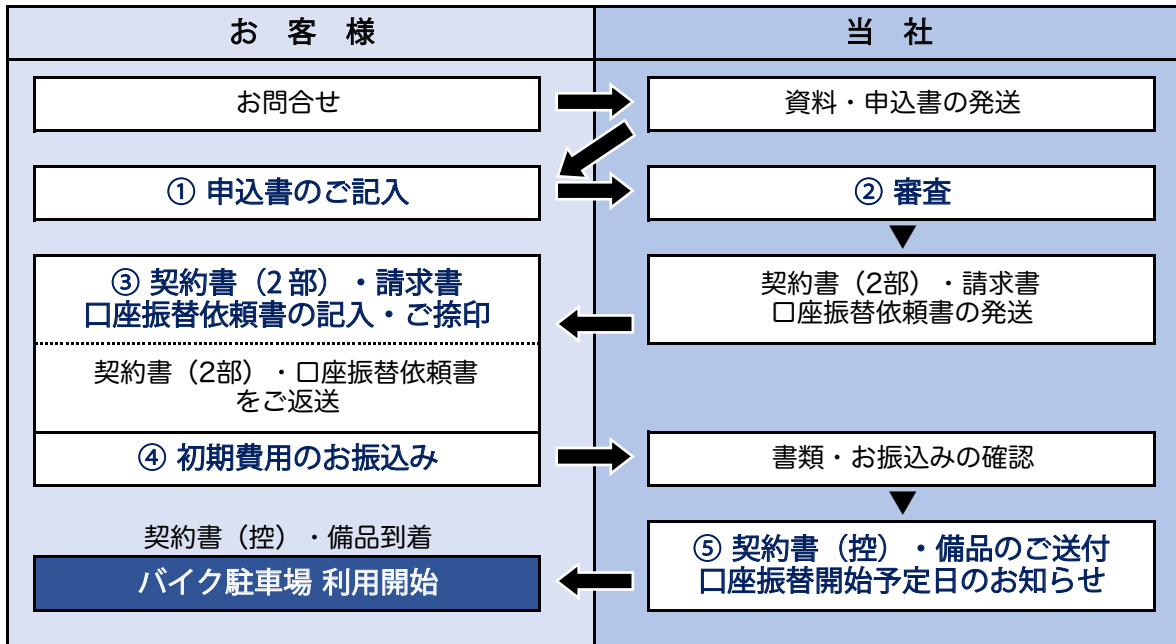 お 客 様
当 社
お問合せ
資料・申込書の発送
① 申込書のご記入
② 審査
③ 契約書（2部）・請求書
口座振替依頼書の記入・ご捺印
契約書（2部）・請求書
口座振替依頼書の発送
契約書（2部）・口座振替依頼書
をご返送
④ 初期費用のお振込み
書類・お振込みの確認
⑤ 契約書（控）・備品のご送付
口座振替開始予定日のお知らせ
契約書（控）・備品到着
バイク駐車場 利用開始